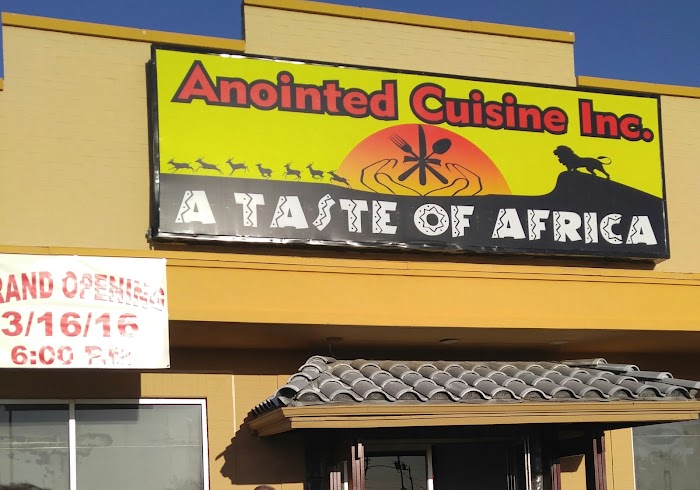 Anointed Cuisine Inc.
A TASTE OF AFRICA
RAND OPENING
3/16/16
6:00 P.M